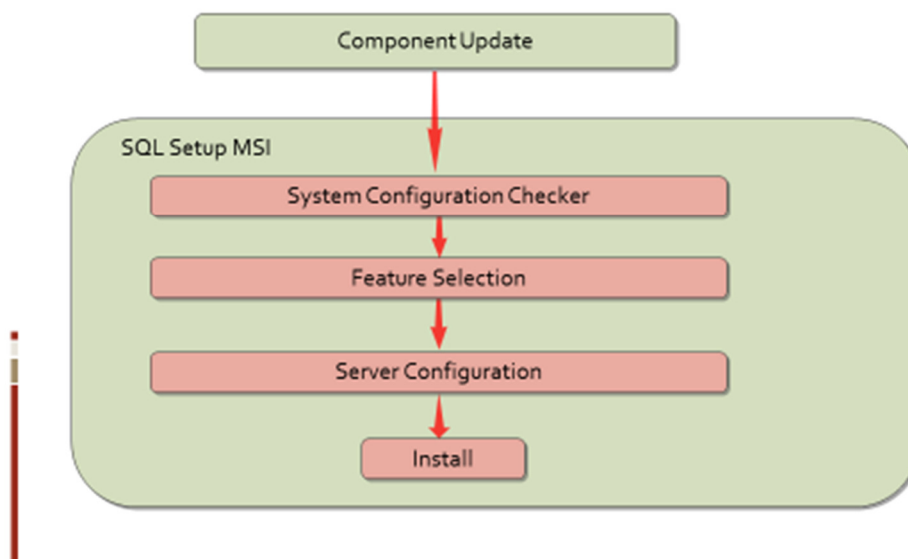 Component Update
SQL Setup MSI
System Configuration Checker
Feature Selection
Server Configuration
Install